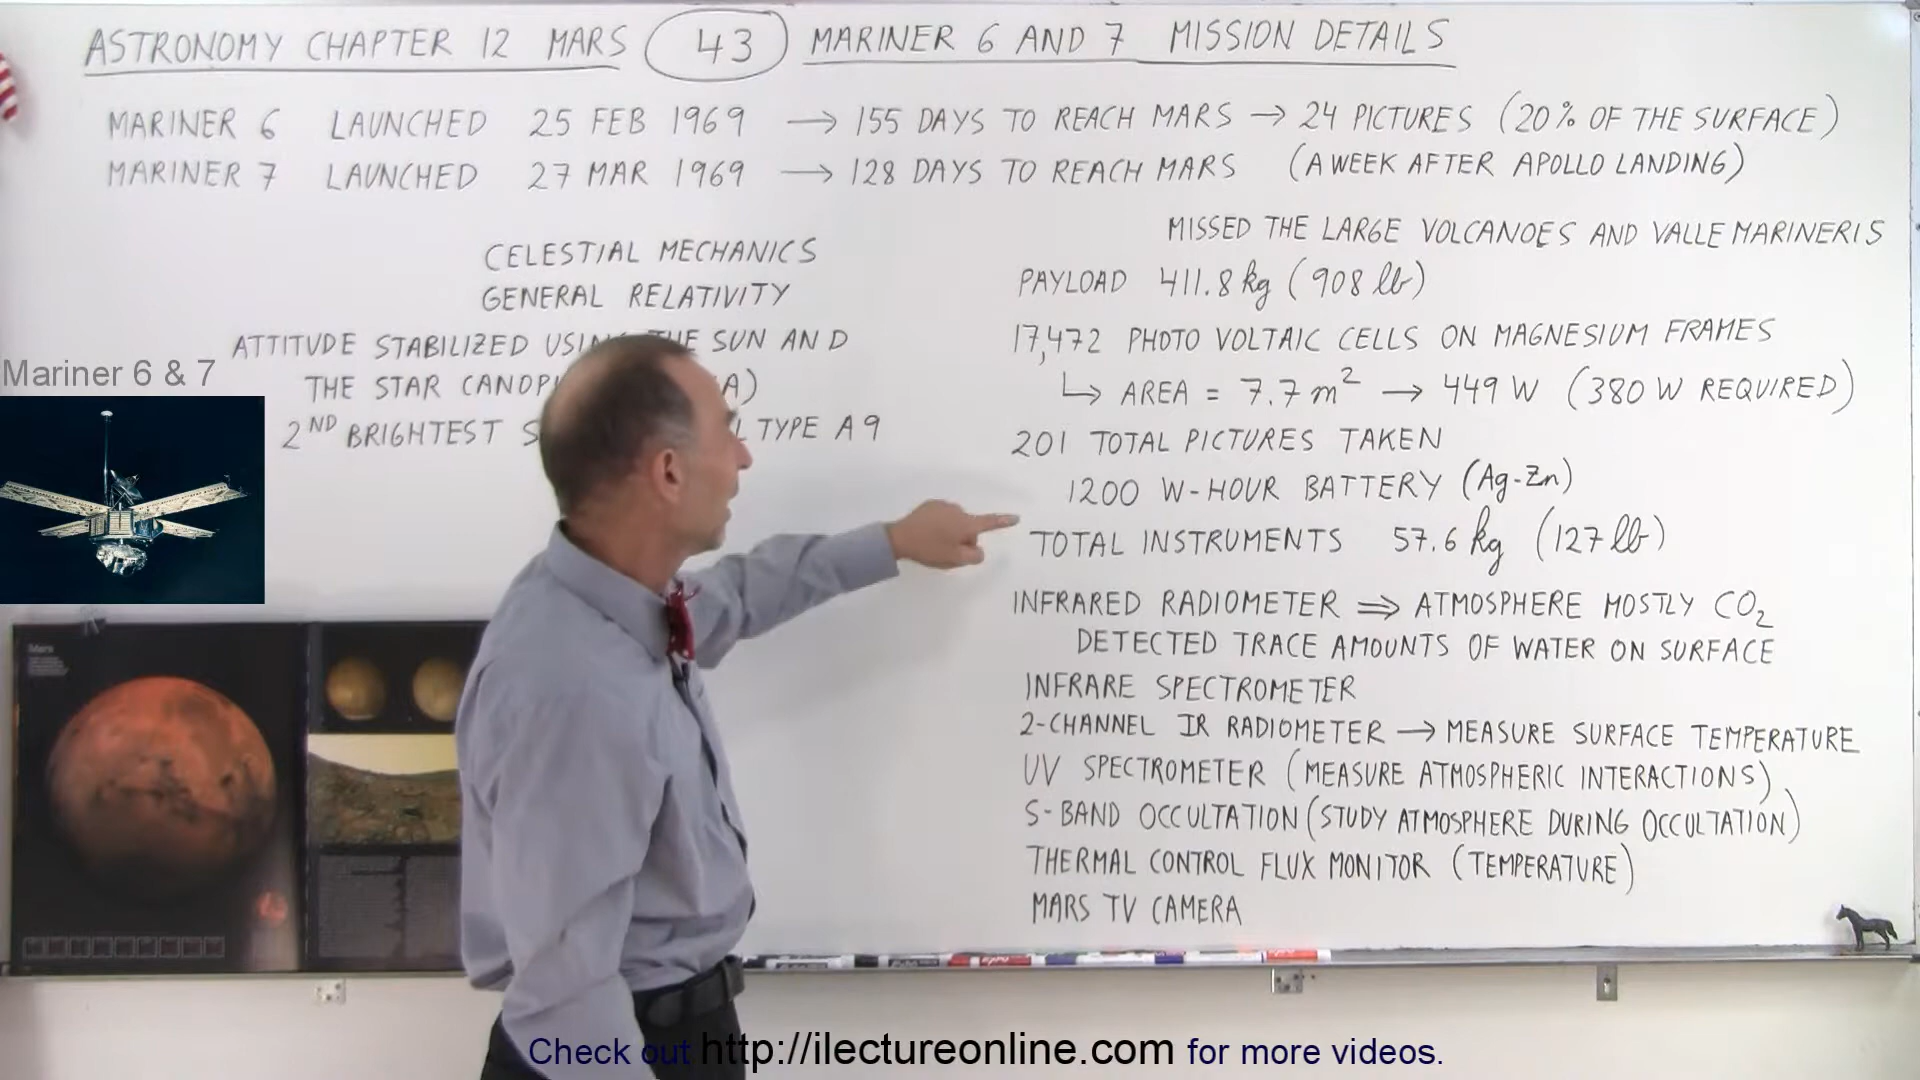 ASTRONOMY CHAPTER 12 MARS 43 MARINER 6 AND 7 MISSION DETAILS
MARINER 6 LAUNCHED 25 FEB 1969 → 155 DAYS TO REACH MARS → 24 PICTURES (20% OF THE SURFACE)
MARINER 7 LAUNCHED 27 MAR 1969 → 128 DAYS TO REACH MARS (A WEEK AFTER APOLLO LANDING)
CELESTIAL MECHANICS
GENERAL RELATIVITY
ATTITUDE STABILIZED THE SUN AND
THE STAR A)
2ND BRIGHTEST TYPE A9
Mariner 6 & 7
MISSED THE LARGE VOLCANOES AND VALLE MARINERIS
PAYLOAD 411.8 kg (908 lb)
17,472 PHOTO VOLTAIC CELLS ON MAGNESIUM FRAMES
↳ AREA = 7.7 m² → 449 W (380 W REQUIRED)
201 TOTAL PICTURES TAKEN
1200 W-HOUR BATTERY (Ag-Zn)
TOTAL INSTRUMENTS 57.6 kg (127 lb)
INFRARED RADIOMETER ⇒ ATMOSPHERE MOSTLY CO₂
DETECTED TRACE AMOUNTS OF WATER ON SURFACE
INFRARE SPECTROMETER
2-CHANNEL IR RADIOMETER → MEASURE SURFACE TEMPERATURE
UV SPECTROMETER (MEASURE ATMOSPHERIC INTERACTIONS)
S-BAND OCCULTATION (STUDY ATMOSPHERE DURING OCCULTATION)
THERMAL CONTROL FLUX MONITOR (TEMPERATURE)
MARS TV CAMERA
Mars
Check out http://ilectureonline.com for more videos.